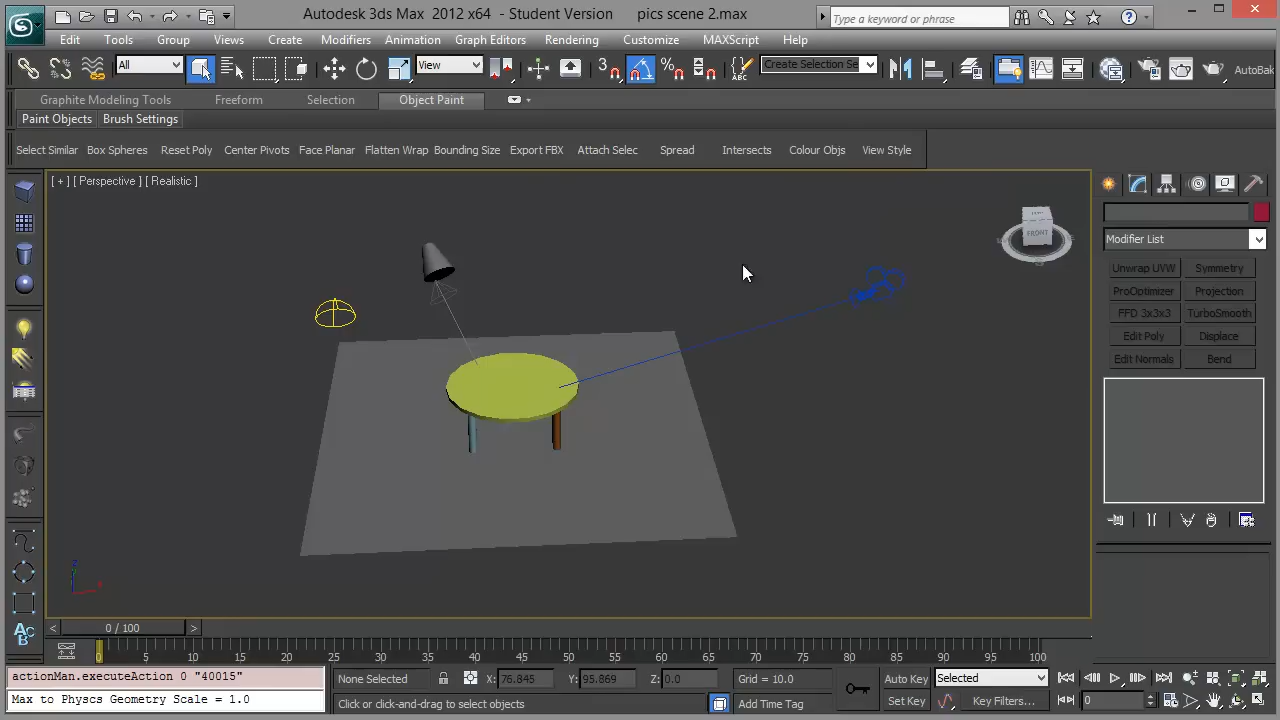 Autodesk 3ds Max 2012 x64 - Student Version pics scene 2.max
Type a keyword or phrase
Edit Tools Group Views Create Modifiers Animation Graph Editors Rendering Customize MAXScript Help
All View 3 % ABC Create Selection Se AutoBak
Graphite Modeling Tools Freeform Selection Object Paint
Paint Objects Brush Settings
Select Similar Box Spheres Reset Poly Center Pivots Face Planar Flatten Wrap Bounding Size Export FBX Attach Selec Spread Intersects Colour Objs View Style
[ + ] [ Perspective ] [ Realistic ]
FRONT
Modifier List
Unwrap UVW Symmetry
ProOptimizer Projection
FFD 3x3x3 TurboSmooth
Edit Poly Displace
Edit Normals Bend
z
x
ABC
< 0 / 100 >
0 5 10 15 20 25 30 35 40 45 50 55 60 65 70 75 80 85 90 95 100
actionMan.executeAction 0 "40015"
Max to Physcs Geometry Scale = 1.0
None Selected X: 76.845 Y: 95.869 Z: 0.0 Grid = 10.0 Auto Key Selected
Click or click-and-drag to select objects Add Time Tag Set Key Key Filters... 0